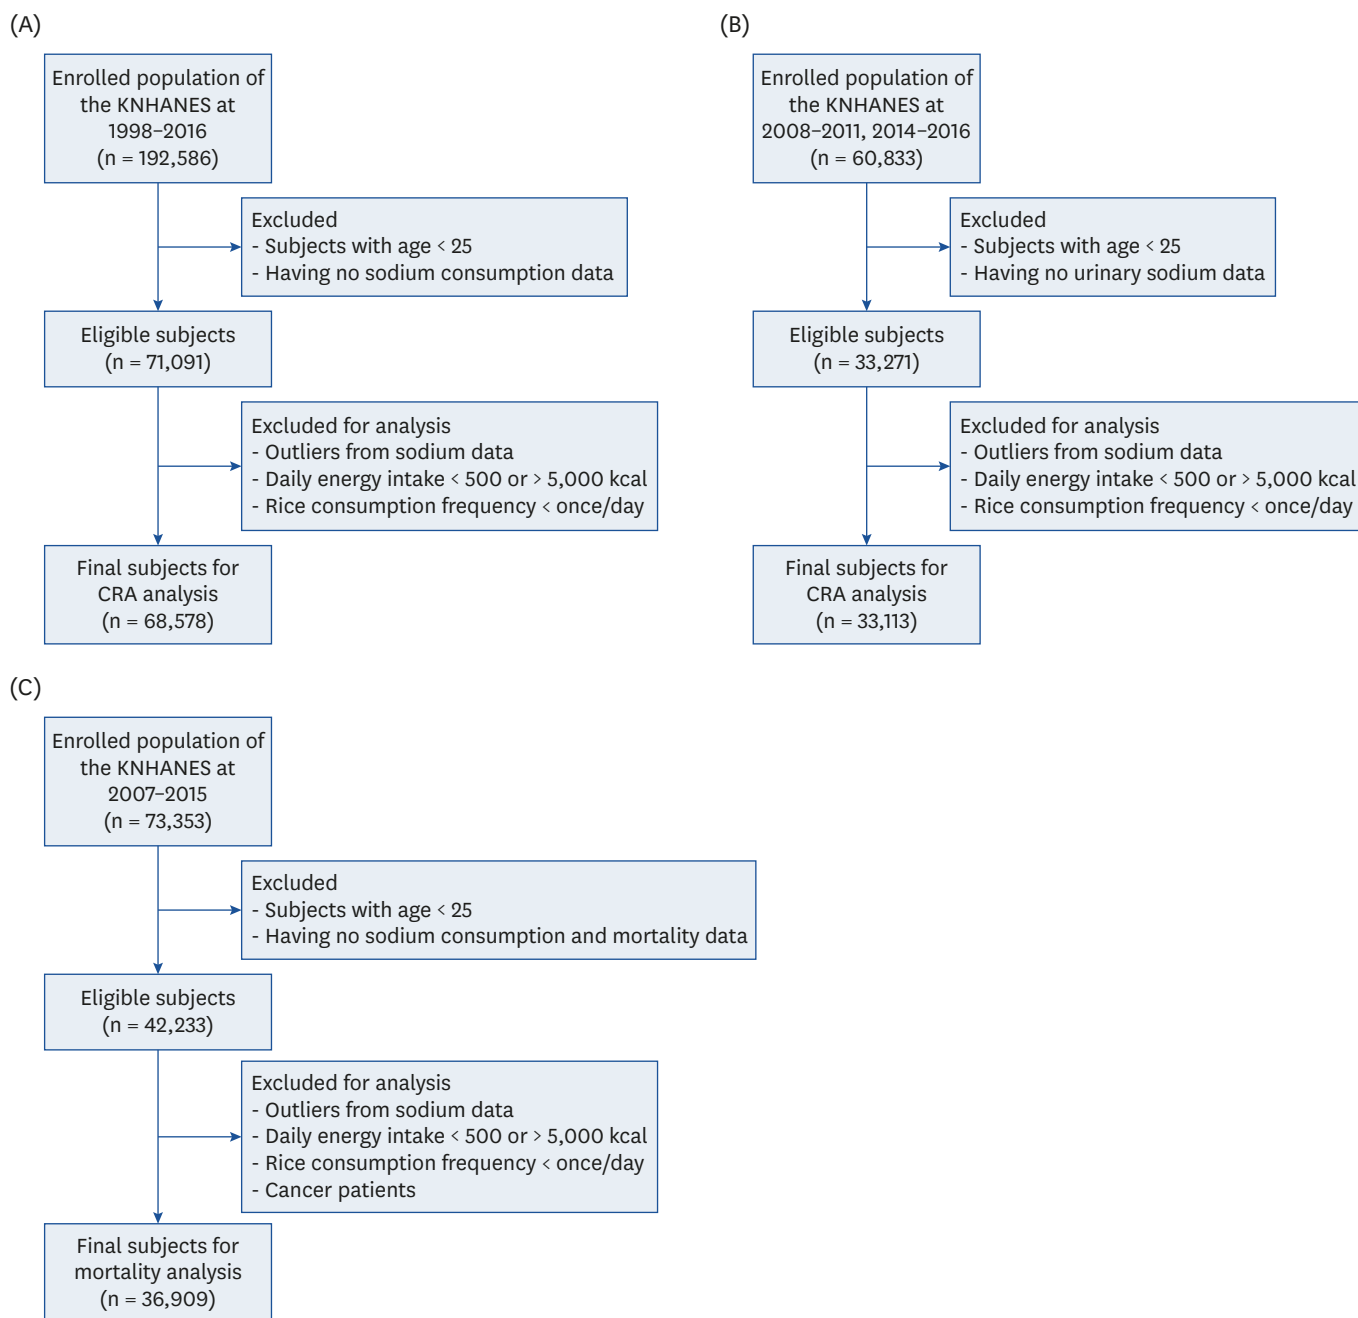 (A)
Enrolled population of
the KNHANES at
1998–2016
(n = 192,586)
Excluded
- Subjects with age < 25
- Having no sodium consumption data
Eligible subjects
(n = 71,091)
Excluded for analysis
- Outliers from sodium data
- Daily energy intake < 500 or > 5,000 kcal
- Rice consumption frequency < once/day
Final subjects for
CRA analysis
(n = 68,578)
(B)
Enrolled population of
the KNHANES at
2008–2011, 2014–2016
(n = 60,833)
Excluded
- Subjects with age < 25
- Having no urinary sodium data
Eligible subjects
(n = 33,271)
Excluded for analysis
- Outliers from sodium data
- Daily energy intake < 500 or > 5,000 kcal
- Rice consumption frequency < once/day
Final subjects for
CRA analysis
(n = 33,113)
(C)
Enrolled population of
the KNHANES at
2007–2015
(n = 73,353)
Excluded
- Subjects with age < 25
- Having no sodium consumption and mortality data
Eligible subjects
(n = 42,233)
Excluded for analysis
- Outliers from sodium data
- Daily energy intake < 500 or > 5,000 kcal
- Rice consumption frequency < once/day
- Cancer patients
Final subjects for
mortality analysis
(n = 36,909)